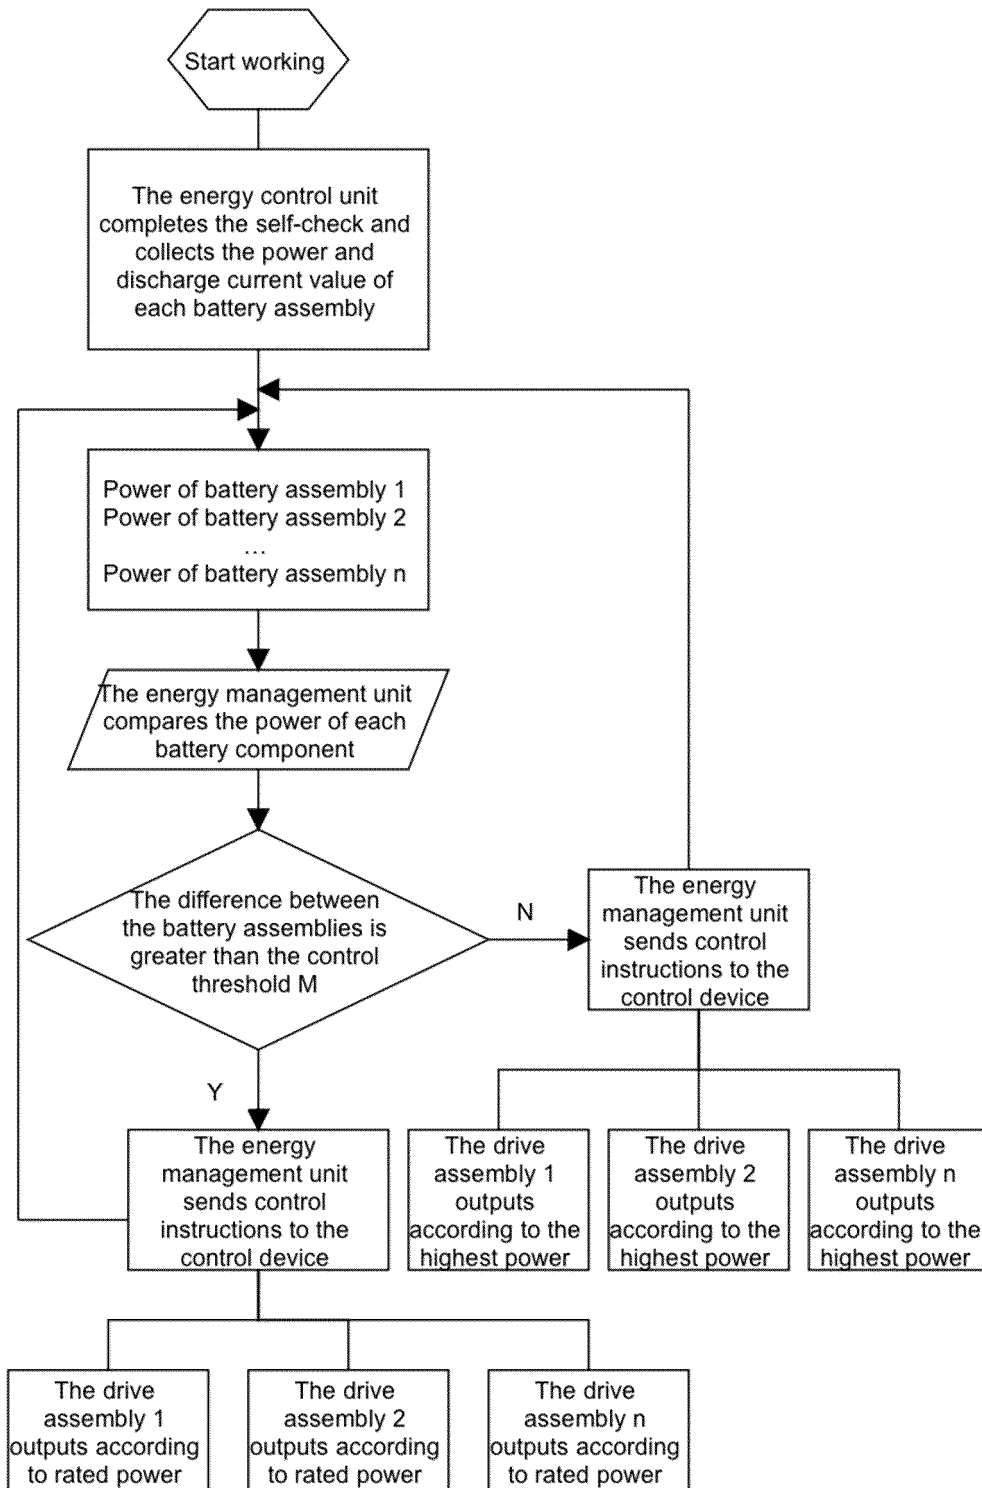 Start working
The energy control unit
completes the self-check and
collects the power and
discharge current value of
each battery assembly
Power of battery assembly 1
Power of battery assembly 2
...
Power of battery assembly n
The energy management unit
compares the power of each
battery component
The difference between
the battery assemblies is
greater than the control
threshold M
N
The energy
management unit
sends control
instructions to the
control device
Y
The energy
management unit
sends control
instructions to the
control device
The drive
assembly 1
outputs
according to the
highest power
The drive
assembly 2
outputs
according to the
highest power
The drive
assembly n
outputs
according to the
highest power
The drive
assembly 1
outputs according
to rated power
The drive
assembly 2
outputs according
to rated power
The drive
assembly n
outputs according
to rated power